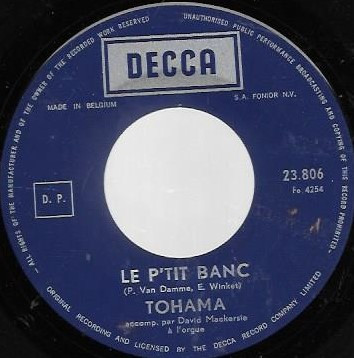 ALL RIGHTS OF THE MANUFACTURER AND OF THE OWNER OF THE RECORDED WORK RESERVED
UNAUTHORISED PUBLIC PERFORMANCE BROADCASTING AND COPYING OF THIS RECORD PROHIBITED
DECCA
MADE IN BELGIUM
S.A. FONIOR N.V.
23.806
Fo 4254
D. P.
LE P'TIT BANC
(P. Van Damme, E. Winket)
TOHAMA
accomp. par David Mackersie
à l'orgue
ORIGINAL RECORDING AND LICENSED BY THE DECCA RECORD COMPANY LIMITED